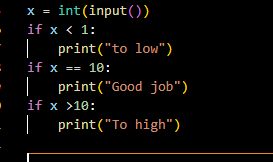 x = int(input())
if x < 1:
    print("to low")
if x == 10:
    print("Good job")
if x >10:
    print("To high")